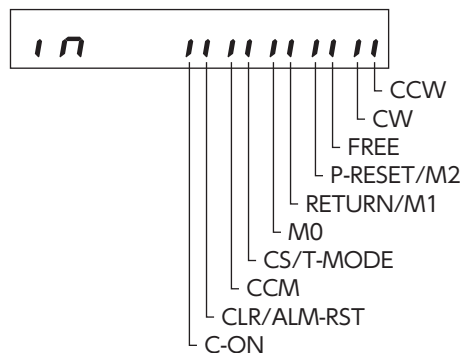 in
CCW
CW
FREE
P-RESET/M2
RETURN/M1
M0
CS/T-MODE
CCM
CLR/ALM-RST
C-ON